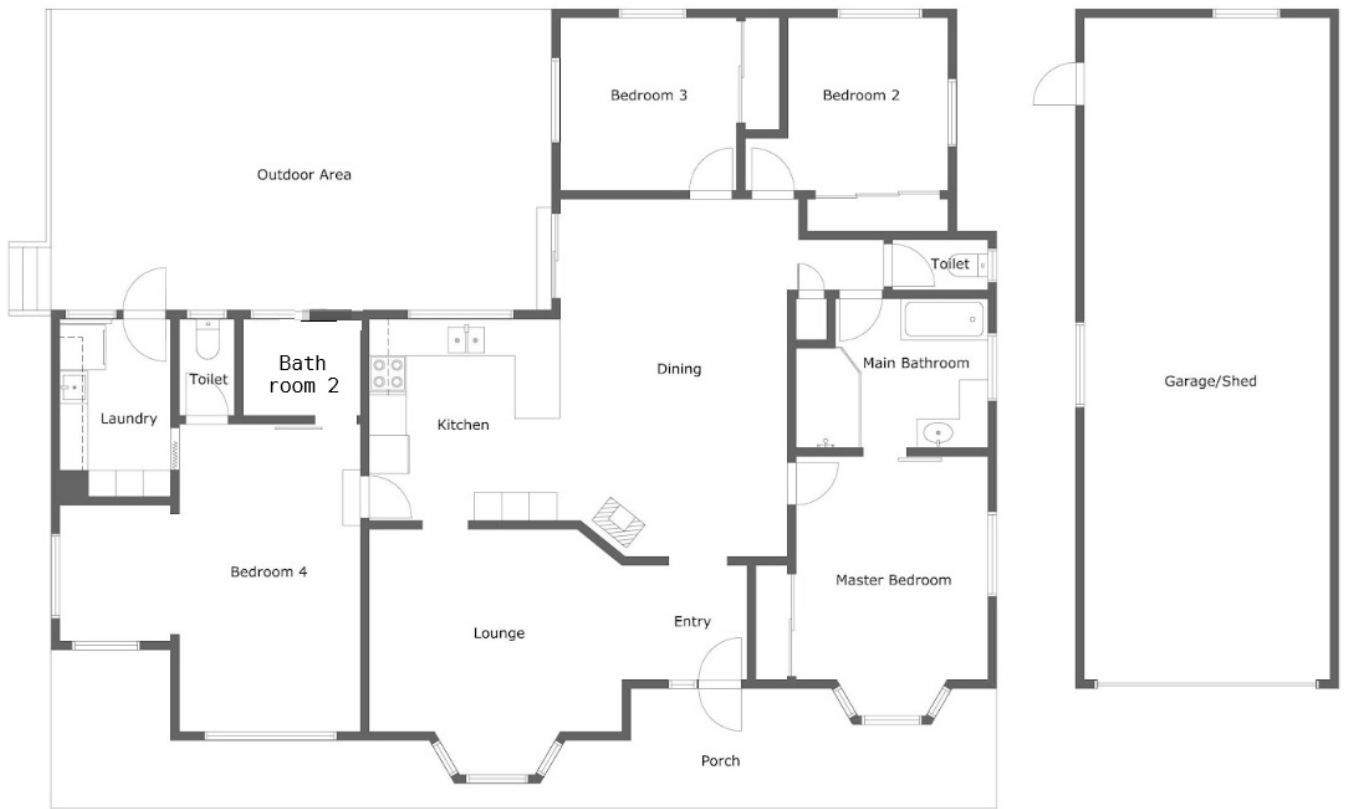 Bedroom 3
Bedroom 2
Outdoor Area
Toilet
Bath
room 2
Main Bathroom
Dining
Toilet
Garage/Shed
Laundry
Kitchen
Bedroom 4
Master Bedroom
Entry
Lounge
Porch